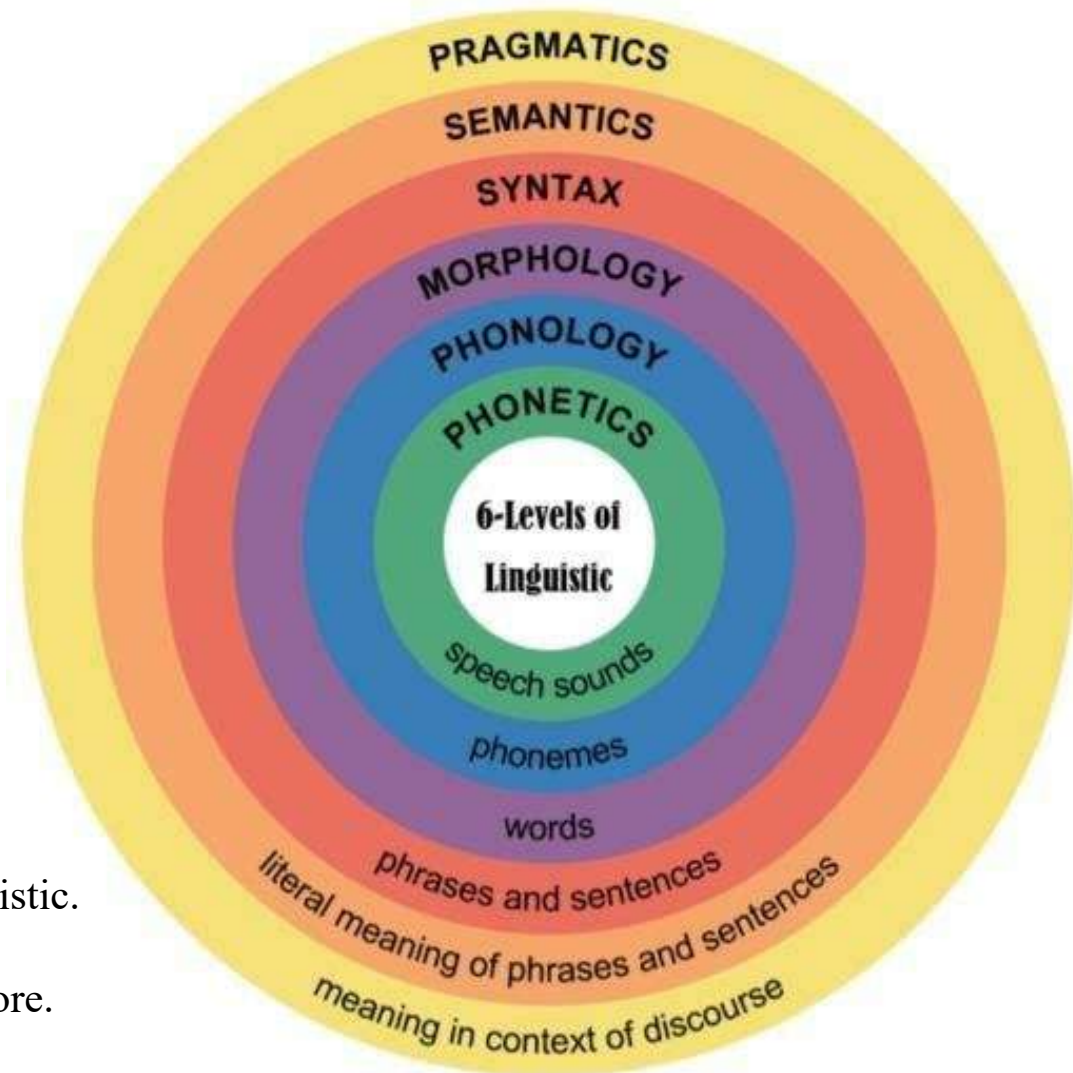 PRAGMATICS
SEMANTICS
SYNTAX
MORPHOLOGY
PHONOLOGY
PHONETICS
6-Levels of
Linguistic
speech sounds
phonemes
words
phrases and sentences
literal meaning of phrases and sentences
meaning in context of discourse
istic.
ore.